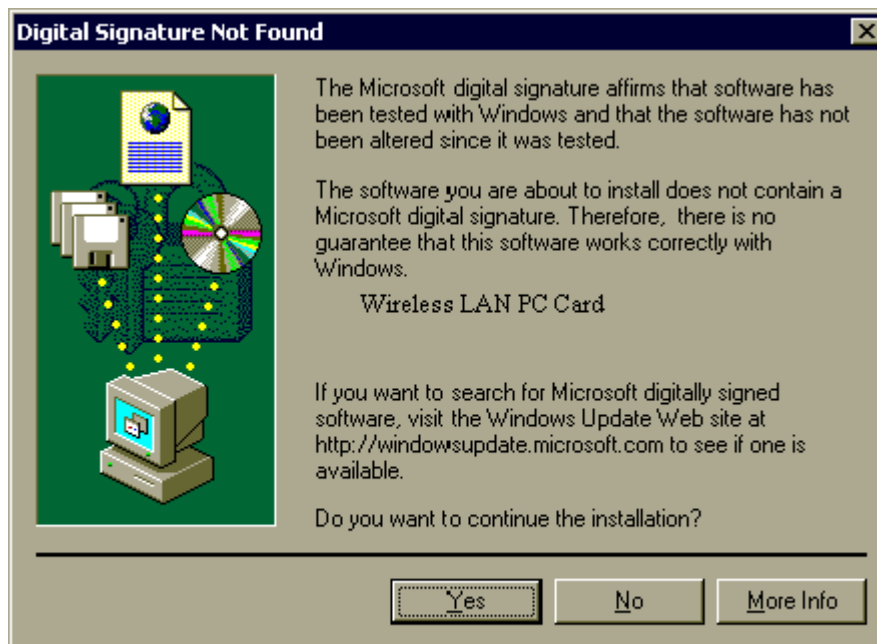 Digital Signature Not Found
The Microsoft digital signature affirms that software has
been tested with Windows and that the software has not
been altered since it was tested.
The software you are about to install does not contain a
Microsoft digital signature. Therefore,  there is no
guarantee that this software works correctly with
Windows.
Wireless LAN PC Card
If you want to search for Microsoft digitally signed
software, visit the Windows Update Web site at
http://windowsupdate.microsoft.com to see if one is
available.
Do you want to continue the installation?
Yes No More Info